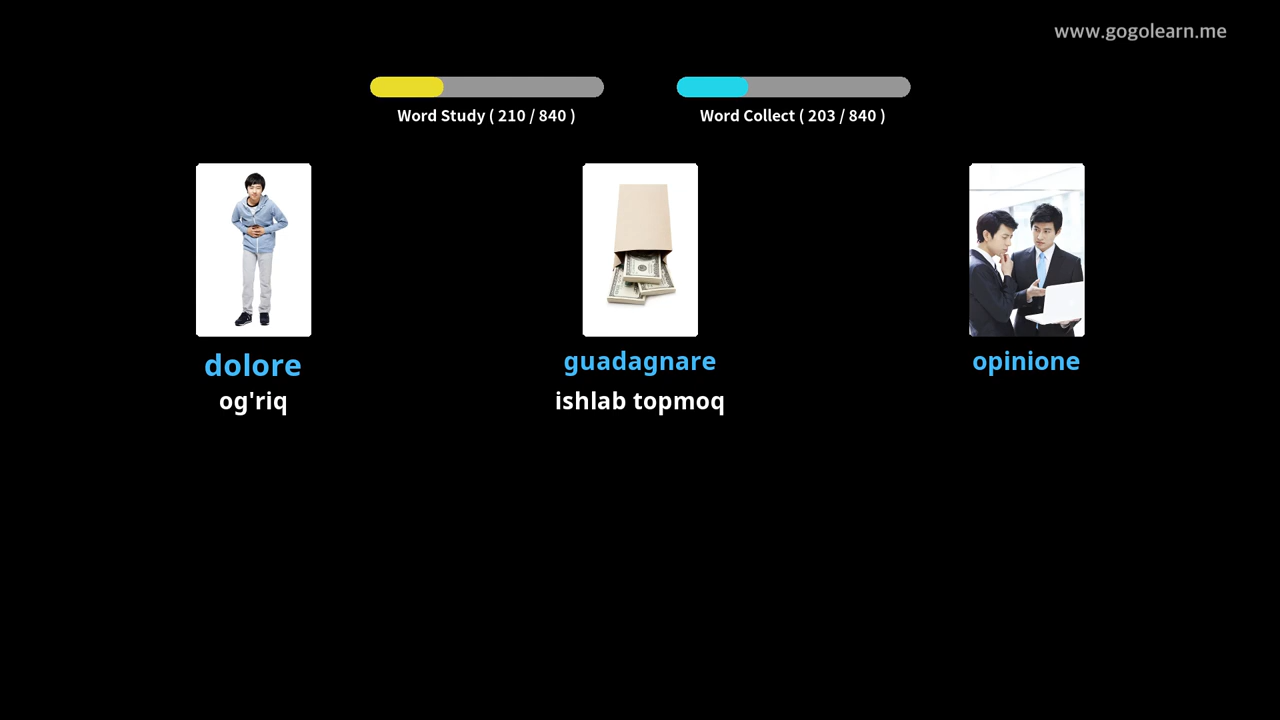 www.gogolearn.me
Word Study ( 210 / 840 )
Word Collect ( 203 / 840 )
dolore
og'riq
guadagnare
ishlab topmoq
opinione